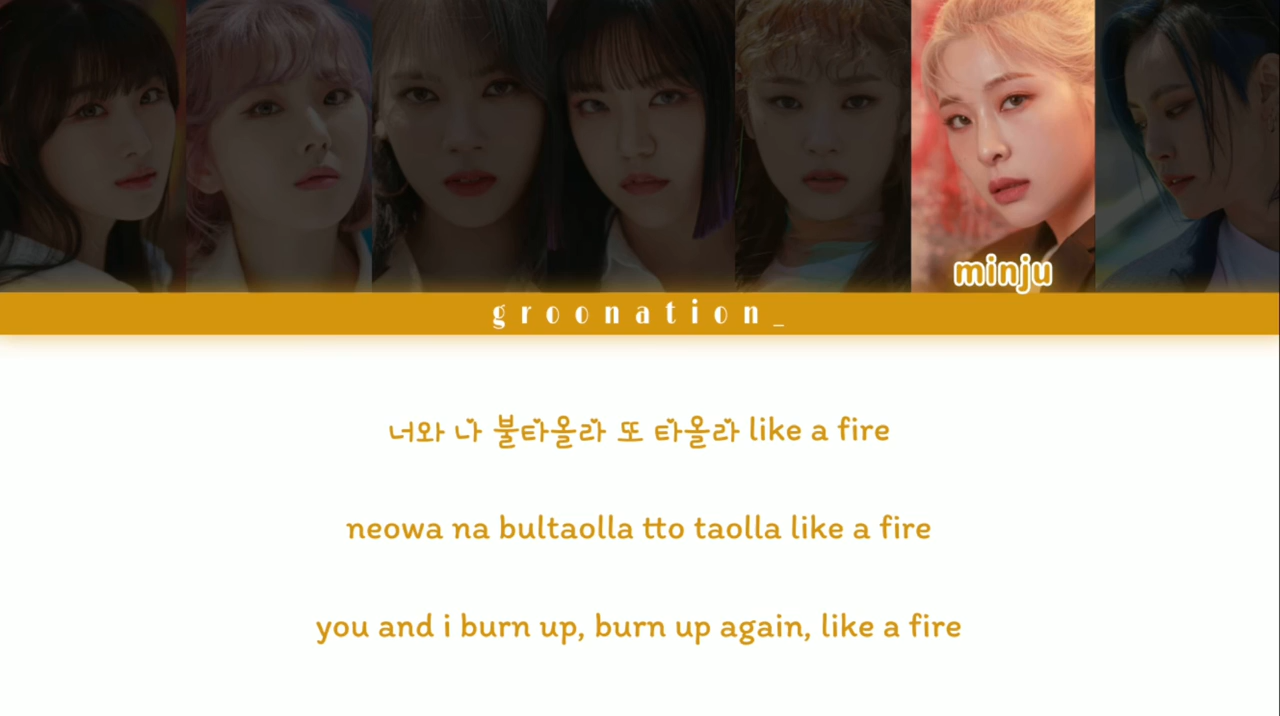 minju
groonation_
너와 나 불타올라 또 타올라 like a fire
neowa na bultaolla tto taolla like a fire
you and i burn up, burn up again, like a fire